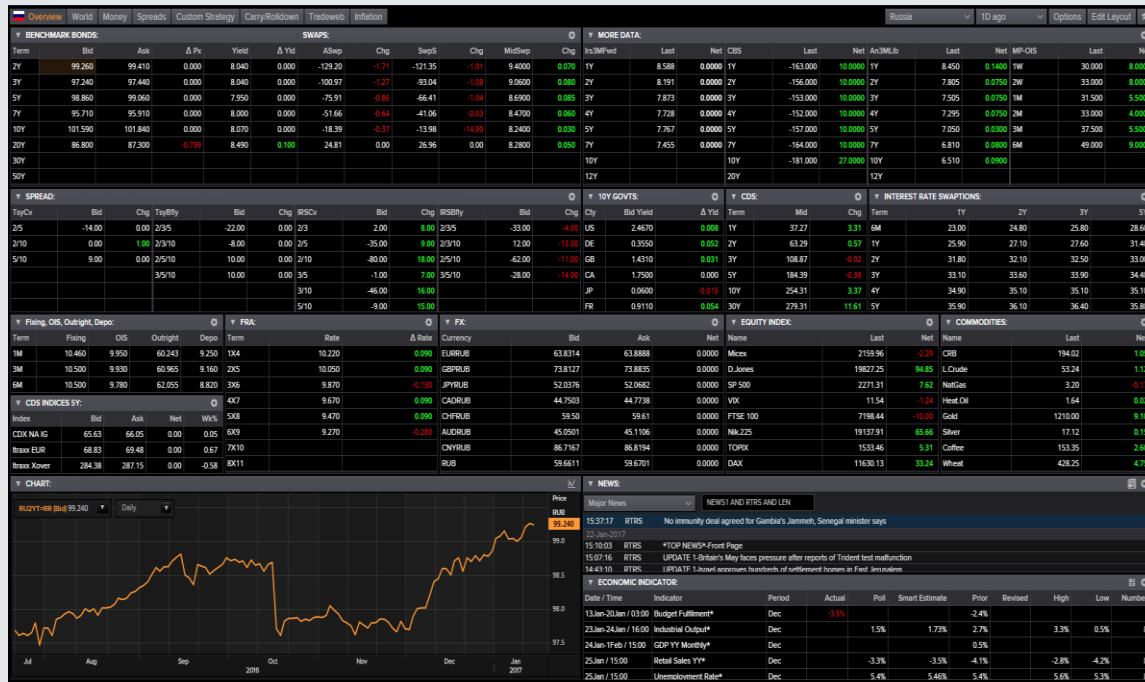 Overview World Money Spreads Custom Strategy Carry/Rolldown Tradeweb Inflation Russia 1D ago Options Edit Layout
BENCHMARK BONDS: SWAPS:
Term Bid Ask Δ Px Yield Δ Yld ASwp Chg SwpS Chg MidSwp Chg
2Y 99.260 99.410 0.000 8.040 0.000 -129.20 -1.71 -121.35 -1.01 9.4000 0.070
3Y 97.240 97.440 0.000 8.040 0.000 -100.97 -1.27 -93.04 -1.08 9.0600 0.080
5Y 98.860 99.060 0.000 7.950 0.000 -75.91 -0.86 -66.41 -1.04 8.6900 0.085
7Y 95.710 95.910 0.000 8.000 0.000 -51.66 -0.64 -41.06 -0.03 8.4700 0.060
10Y 101.590 101.840 0.000 8.070 0.000 -18.39 -0.37 -13.98 -14.90 8.2400 0.030
20Y 86.800 87.300 -0.799 8.490 0.100 24.81 0.00 26.96 0.00 8.2800 0.050
30Y
50Y
MORE DATA:
Irs3MFwd Last Net CBS Last Net An3MLib Last Net MP-OIS Last
1Y 8.588 0.0000 1Y -163.000 10.0000 1Y 8.450 0.1400 1W 30.000 8.000
2Y 8.191 0.0000 2Y -156.000 10.0000 2Y 7.805 0.0750 2W 33.000 8.000
3Y 7.873 0.0000 3Y -153.000 10.0000 3Y 7.505 0.0750 1M 31.500 5.500
4Y 7.728 0.0000 4Y -152.000 10.0000 4Y 7.295 0.0750 2M 33.000 4.000
5Y 7.767 0.0000 5Y -157.000 10.0000 5Y 7.050 0.0300 3M 37.500 5.500
7Y 7.455 0.0000 7Y -164.000 10.0000 7Y 6.810 0.0800 6M 49.000 9.000
10Y 10Y -181.000 27.0000 10Y 6.510 0.0900
12Y 20Y 12Y
SPREAD:
TsyCv Bid Chg TsyBfly Bid Chg IRSCv Bid Chg IRSBfly Bid Chg
2/5 -14.00 0.00 2/3/5 -22.00 0.00 2/3 2.00 8.00 2/3/5 -33.00 -4.00
2/10 0.00 1.00 2/3/10 -8.00 0.00 2/5 -35.00 9.00 2/3/10 12.00 -13.00
5/10 9.00 0.00 2/5/10 10.00 0.00 2/10 -80.00 18.00 2/5/10 -62.00 -11.00
3/5/10 10.00 0.00 3/5 -1.00 7.00 3/5/10 -28.00 -14.00
3/10 -46.00 16.00
5/10 -9.00 15.00
10Y GOVTS:
Cty Bid Yield Δ Yld
US 2.4670 0.008
DE 0.3550 0.052
GB 1.4310 0.031
CA 1.7500 0.000
JP 0.0600 -0.015
FR 0.9110 0.054
CDS:
Term Mid Chg
1Y 37.27 3.31
2Y 63.29 0.57
3Y 108.87 -0.02
5Y 184.39 -0.38
10Y 254.31 3.37
30Y 279.31 11.61
INTEREST RATE SWAPTIONS:
Term 1Y 2Y 3Y
6M 23.00 24.80 25.80
1Y 25.90 27.10 27.60
2Y 31.80 32.10 32.50
3Y 33.10 33.60 33.90
4Y 34.90 35.10 35.10
5Y 35.90 36.10 36.40
Fixing, OIS, Outright, Depo:
Term Fixing OIS Outright Depo
1M 10.460 9.950 60.243 9.250
3M 10.500 9.930 60.965 9.160
6M 10.500 9.780 62.055 8.820
CDS INDICES 5Y:
Index Bid Ask Net Wk%
CDX NA IG 65.63 66.05 0.00 0.05
Itraxx EUR 68.83 69.48 0.00 0.67
Itraxx Xover 284.38 287.15 0.00 -0.58
FRA:
Term Rate Δ Rate
1X4 10.220 0.090
2X5 10.050 0.090
3X6 9.870 -0.130
4X7 9.670 0.090
5X8 9.470 0.090
6X9 9.270 -0.280
7X10
8X11
FX:
Currency Bid Ask Net
EURRUB 63.8314 63.8888 0.0000
GBPRUB 73.8127 73.8835 0.0000
JPYRUB 52.0376 52.0682 0.0000
CADRUB 44.7503 44.7738 0.0000
CHFRUB 59.50 59.61 0.0000
AUDRUB 45.0501 45.1106 0.0000
CNYRUB 86.7167 86.8194 0.0000
RUB 59.6611 59.6701 0.0000
EQUITY INDEX:
Name Last Net
Micex 2159.96 -2.29
D.Jones 19827.25 94.85
SP 500 2271.31 7.62
VIX 11.54 -1.24
FTSE 100 7198.44 -10.00
Nik.225 19137.91 65.66
TOPIX 1533.46 5.31
DAX 11630.13 33.24
COMMODITIES:
Name Last
CRB 194.02
L.Crude 53.24
NatGas 3.20
Heat.Oil 1.64
Gold 1210.00
Silver 17.12
Coffee 153.35
Wheat 428.25
CHART:
RU2YT=RR (Bid) 99.240 Daily
Price
RUB
99.240
99.0
98.5
98.0
97.5
Jul Aug Sep Oct Nov Dec Jan
2016 2017
NEWS:
Major News NEWS1 AND RTRS AND LEN
15:37:17 RTRS No immunity deal agreed for Gambia's Jammeh, Senegal minister says
22-Jan-2017
15:10:03 RTRS *TOP NEWS*-Front Page
15:07:16 RTRS UPDATE 1-Britain's May faces pressure after reports of Trident test malfunction
14:43:10 RTRS UPDATE 1-Israel approves hundreds of settlement homes in East Jerusalem
ECONOMIC INDICATOR:
Date / Time Indicator Period Actual Poll Smart Estimate Prior Revised High Low Numbe
13Jan-20Jan / 03:00 Budget Fulfilment* Dec -3.5% -2.4%
23Jan-24Jan / 16:00 Industrial Output* Dec 1.5% 1.73% 2.7% 3.3% 0.5%
24Jan-1Feb / 15:00 GDP YY Monthly* Dec 0.5%
25Jan / 15:00 Retail Sales YY* Dec -3.3% -3.5% -4.1% -2.8% -4.2%
25Jan / 15:00 Unemployment Rate* Dec 5.4% 5.46% 5.4% 5.6% 5.3%